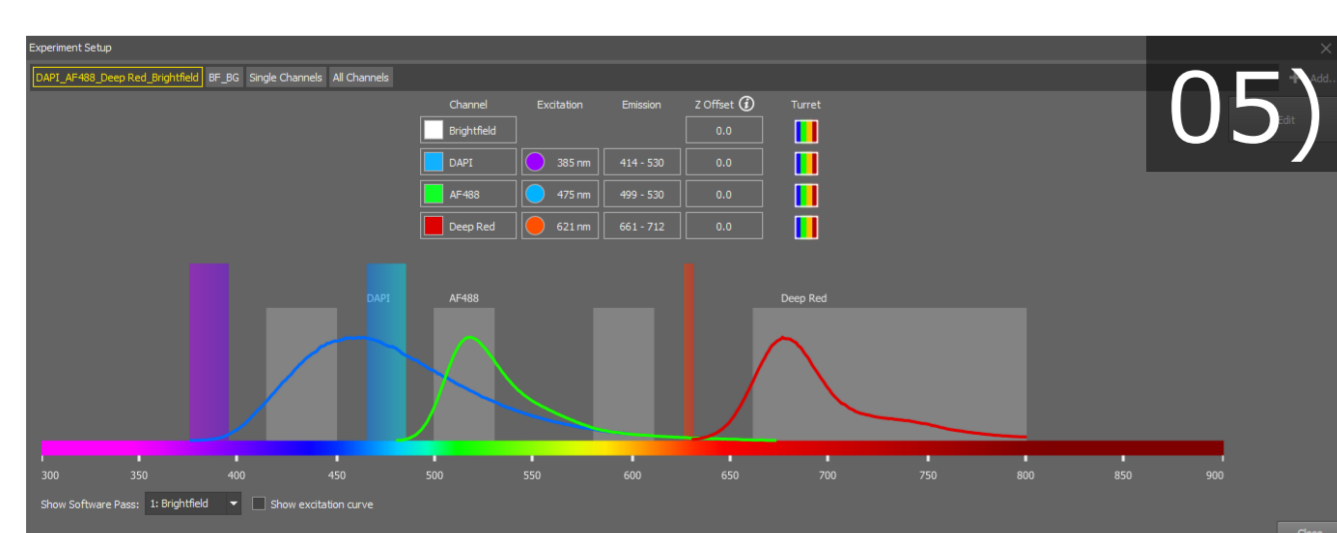 Experiment Setup
05)
DAPI_AF488_Deep Red_Brightfield BF_BG Single Channels All Channels
Add...
Channel Excitation Emission Z Offset i Turret
Edit
Brightfield 0.0
DAPI 385 nm 414 - 530 0.0
AF488 475 nm 499 - 530 0.0
Deep Red 621 nm 661 - 712 0.0
DAPI AF488 Deep Red
300 350 400 450 500 550 600 650 700 750 800 850 900
Show Software Pass: 1: Brightfield Show excitation curve
Close